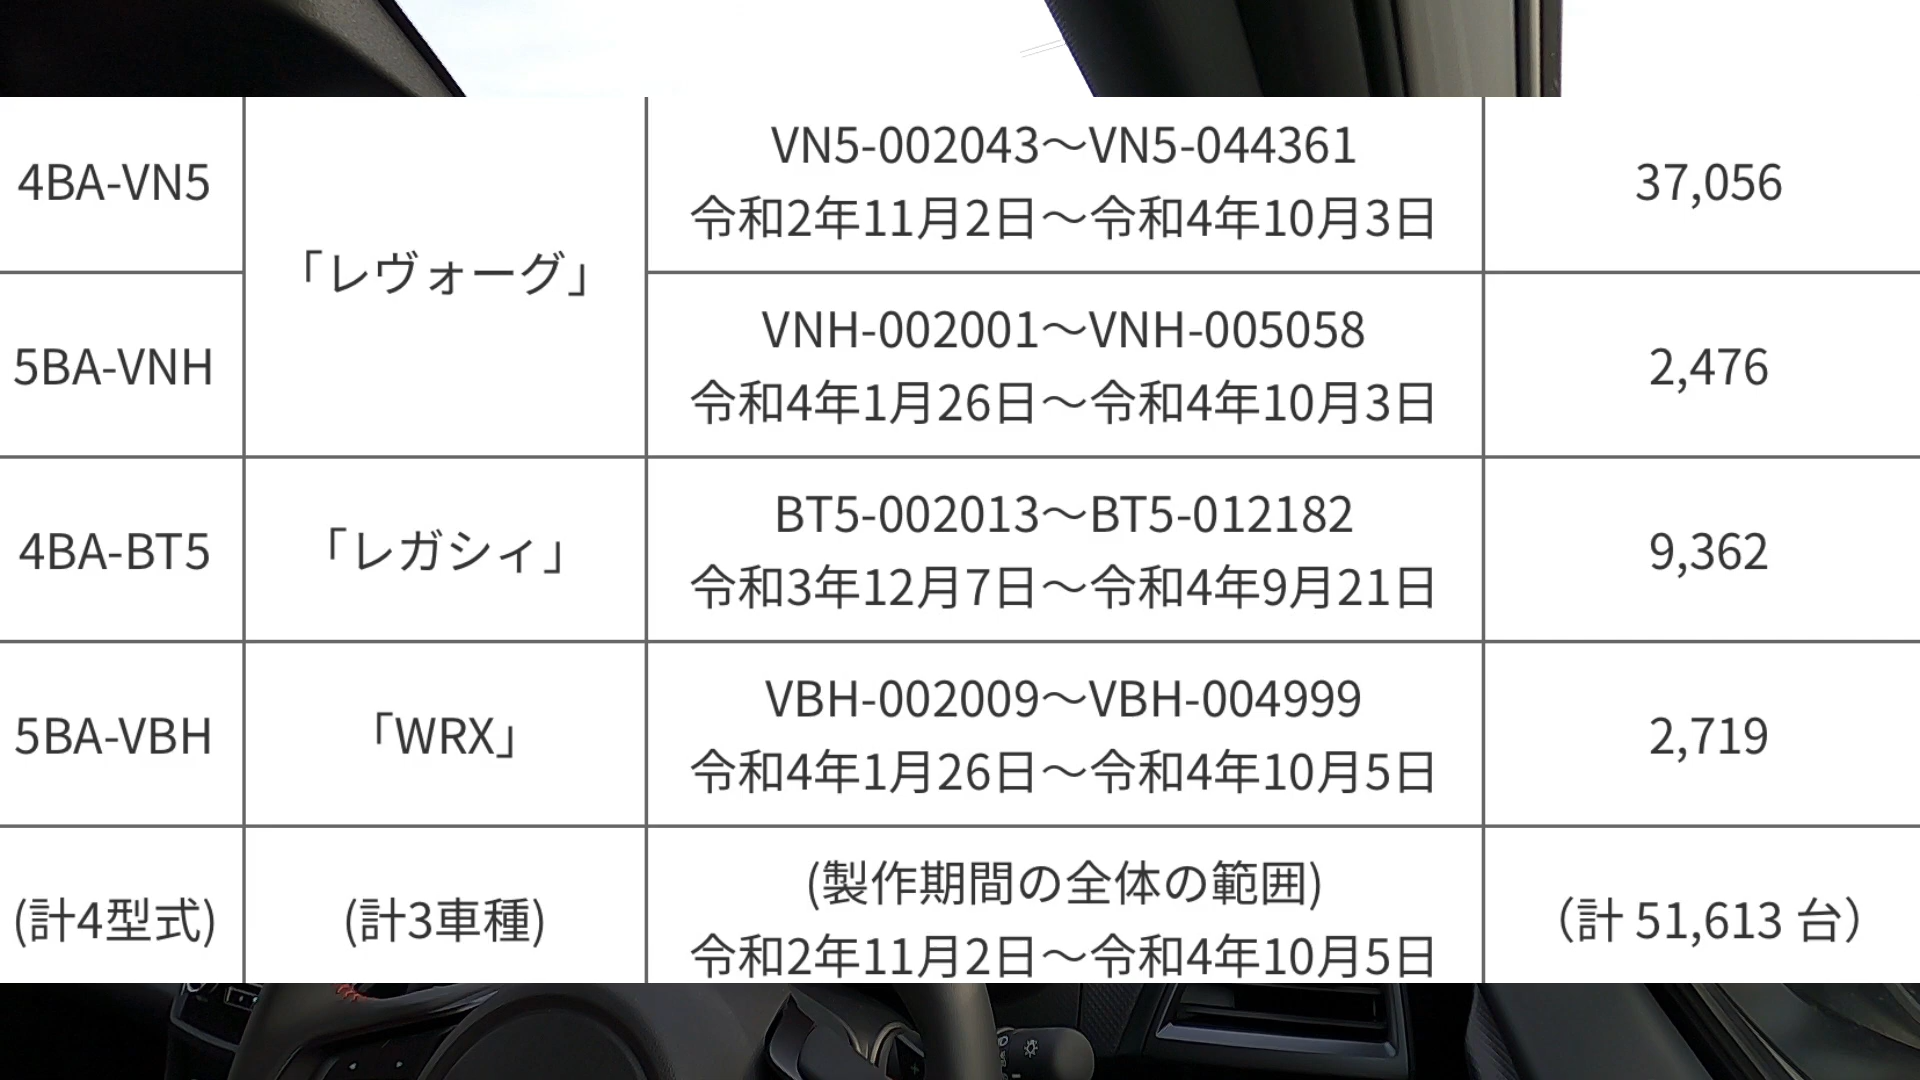 4BA-VN5
「レヴォーグ」
VN5-002043～VN5-044361
令和2年11月2日～令和4年10月3日
37,056
5BA-VNH
VNH-002001～VNH-005058
令和4年1月26日～令和4年10月3日
2,476
4BA-BT5
「レガシィ」
BT5-002013～BT5-012182
令和3年12月7日～令和4年9月21日
9,362
5BA-VBH
「WRX」
VBH-002009～VBH-004999
令和4年1月26日～令和4年10月5日
2,719
(計4型式)
(計3車種)
(製作期間の全体の範囲)
令和2年11月2日～令和4年10月5日
（計 51,613 台）